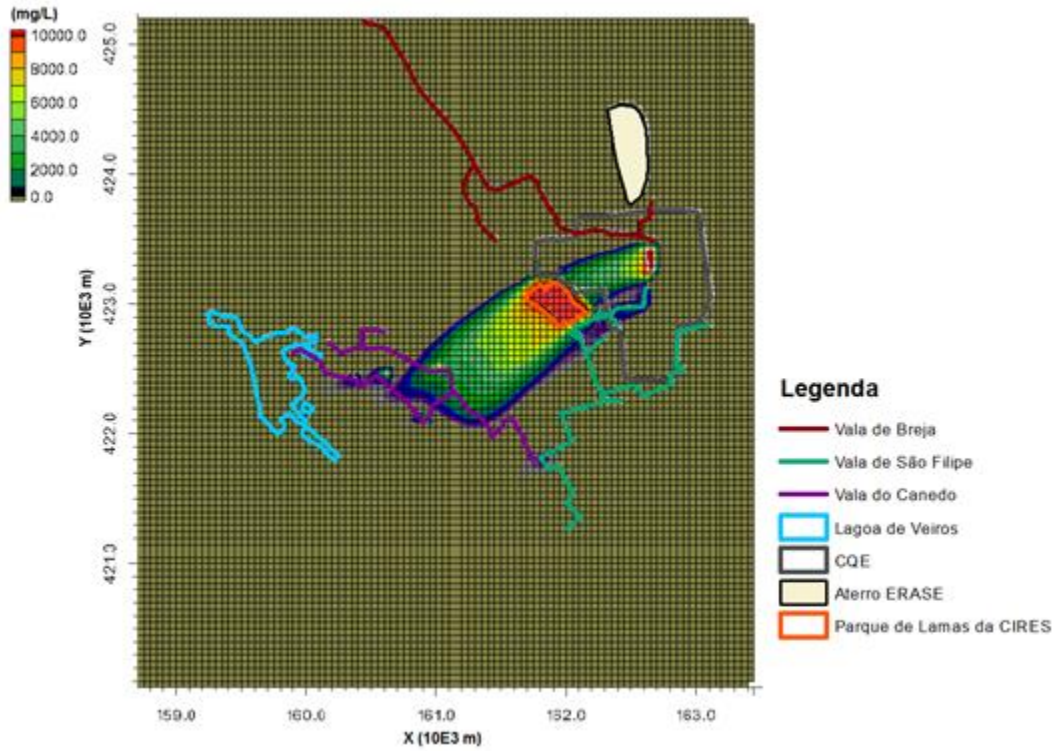 (mg/L)
10000.0
8000.0
6000.0
4000.0
2000.0
0.0
425.0
424.0
423.0
422.0
421.0
Y (10E3 m)
159.0
160.0
161.0
162.0
163.0
X (10E3 m)
Legenda
Vala de Breja
Vala de São Filipe
Vala do Canedo
Lagoa de Veiros
CQE
Aterro ERASE
Parque de Lamas da CIRES